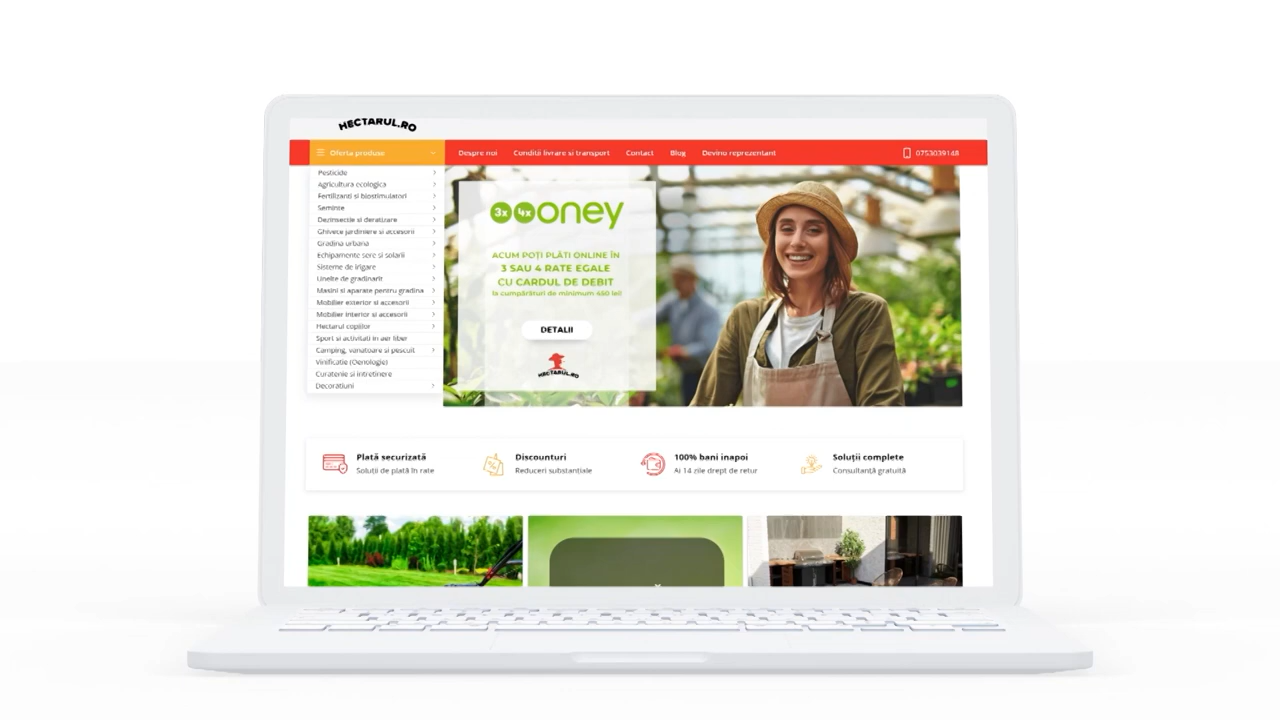 HECTARUL.RO
Oferta produse
Despre noi
Conditii livrare si transport
Contact
Blog
Devino reprezentant
0753039148
Pesticide
Agricultura ecologica
Fertilizanti si biostimulatori
Seminte
Dezinsectie si deratizare
Ghivece jardiniere si accesorii
Gradina urbana
Echipamente sere si solarii
Sisteme de irigare
Unelte de gradinarit
Masini si aparate pentru gradina
Mobilier exterior si accesorii
Mobilier interior si accesorii
Hectarul copiilor
Sport si activitati in aer liber
Camping, vanatoare si pescuit
Vinificatie (Oenologie)
Curatenie si intretinere
Decoratiuni
3x 4x oney
ACUM POȚI PLĂTI ONLINE ÎN
3 SAU 4 RATE EGALE
CU CARDUL DE DEBIT
la cumpărături de minimum 450 lei!
DETALII
HECTARUL.RO
Plată securizată
Soluții de plată în rate
Discounturi
Reduceri substanțiale
100% bani inapoi
Ai 14 zile drept de retur
Soluții complete
Consultanță gratuită